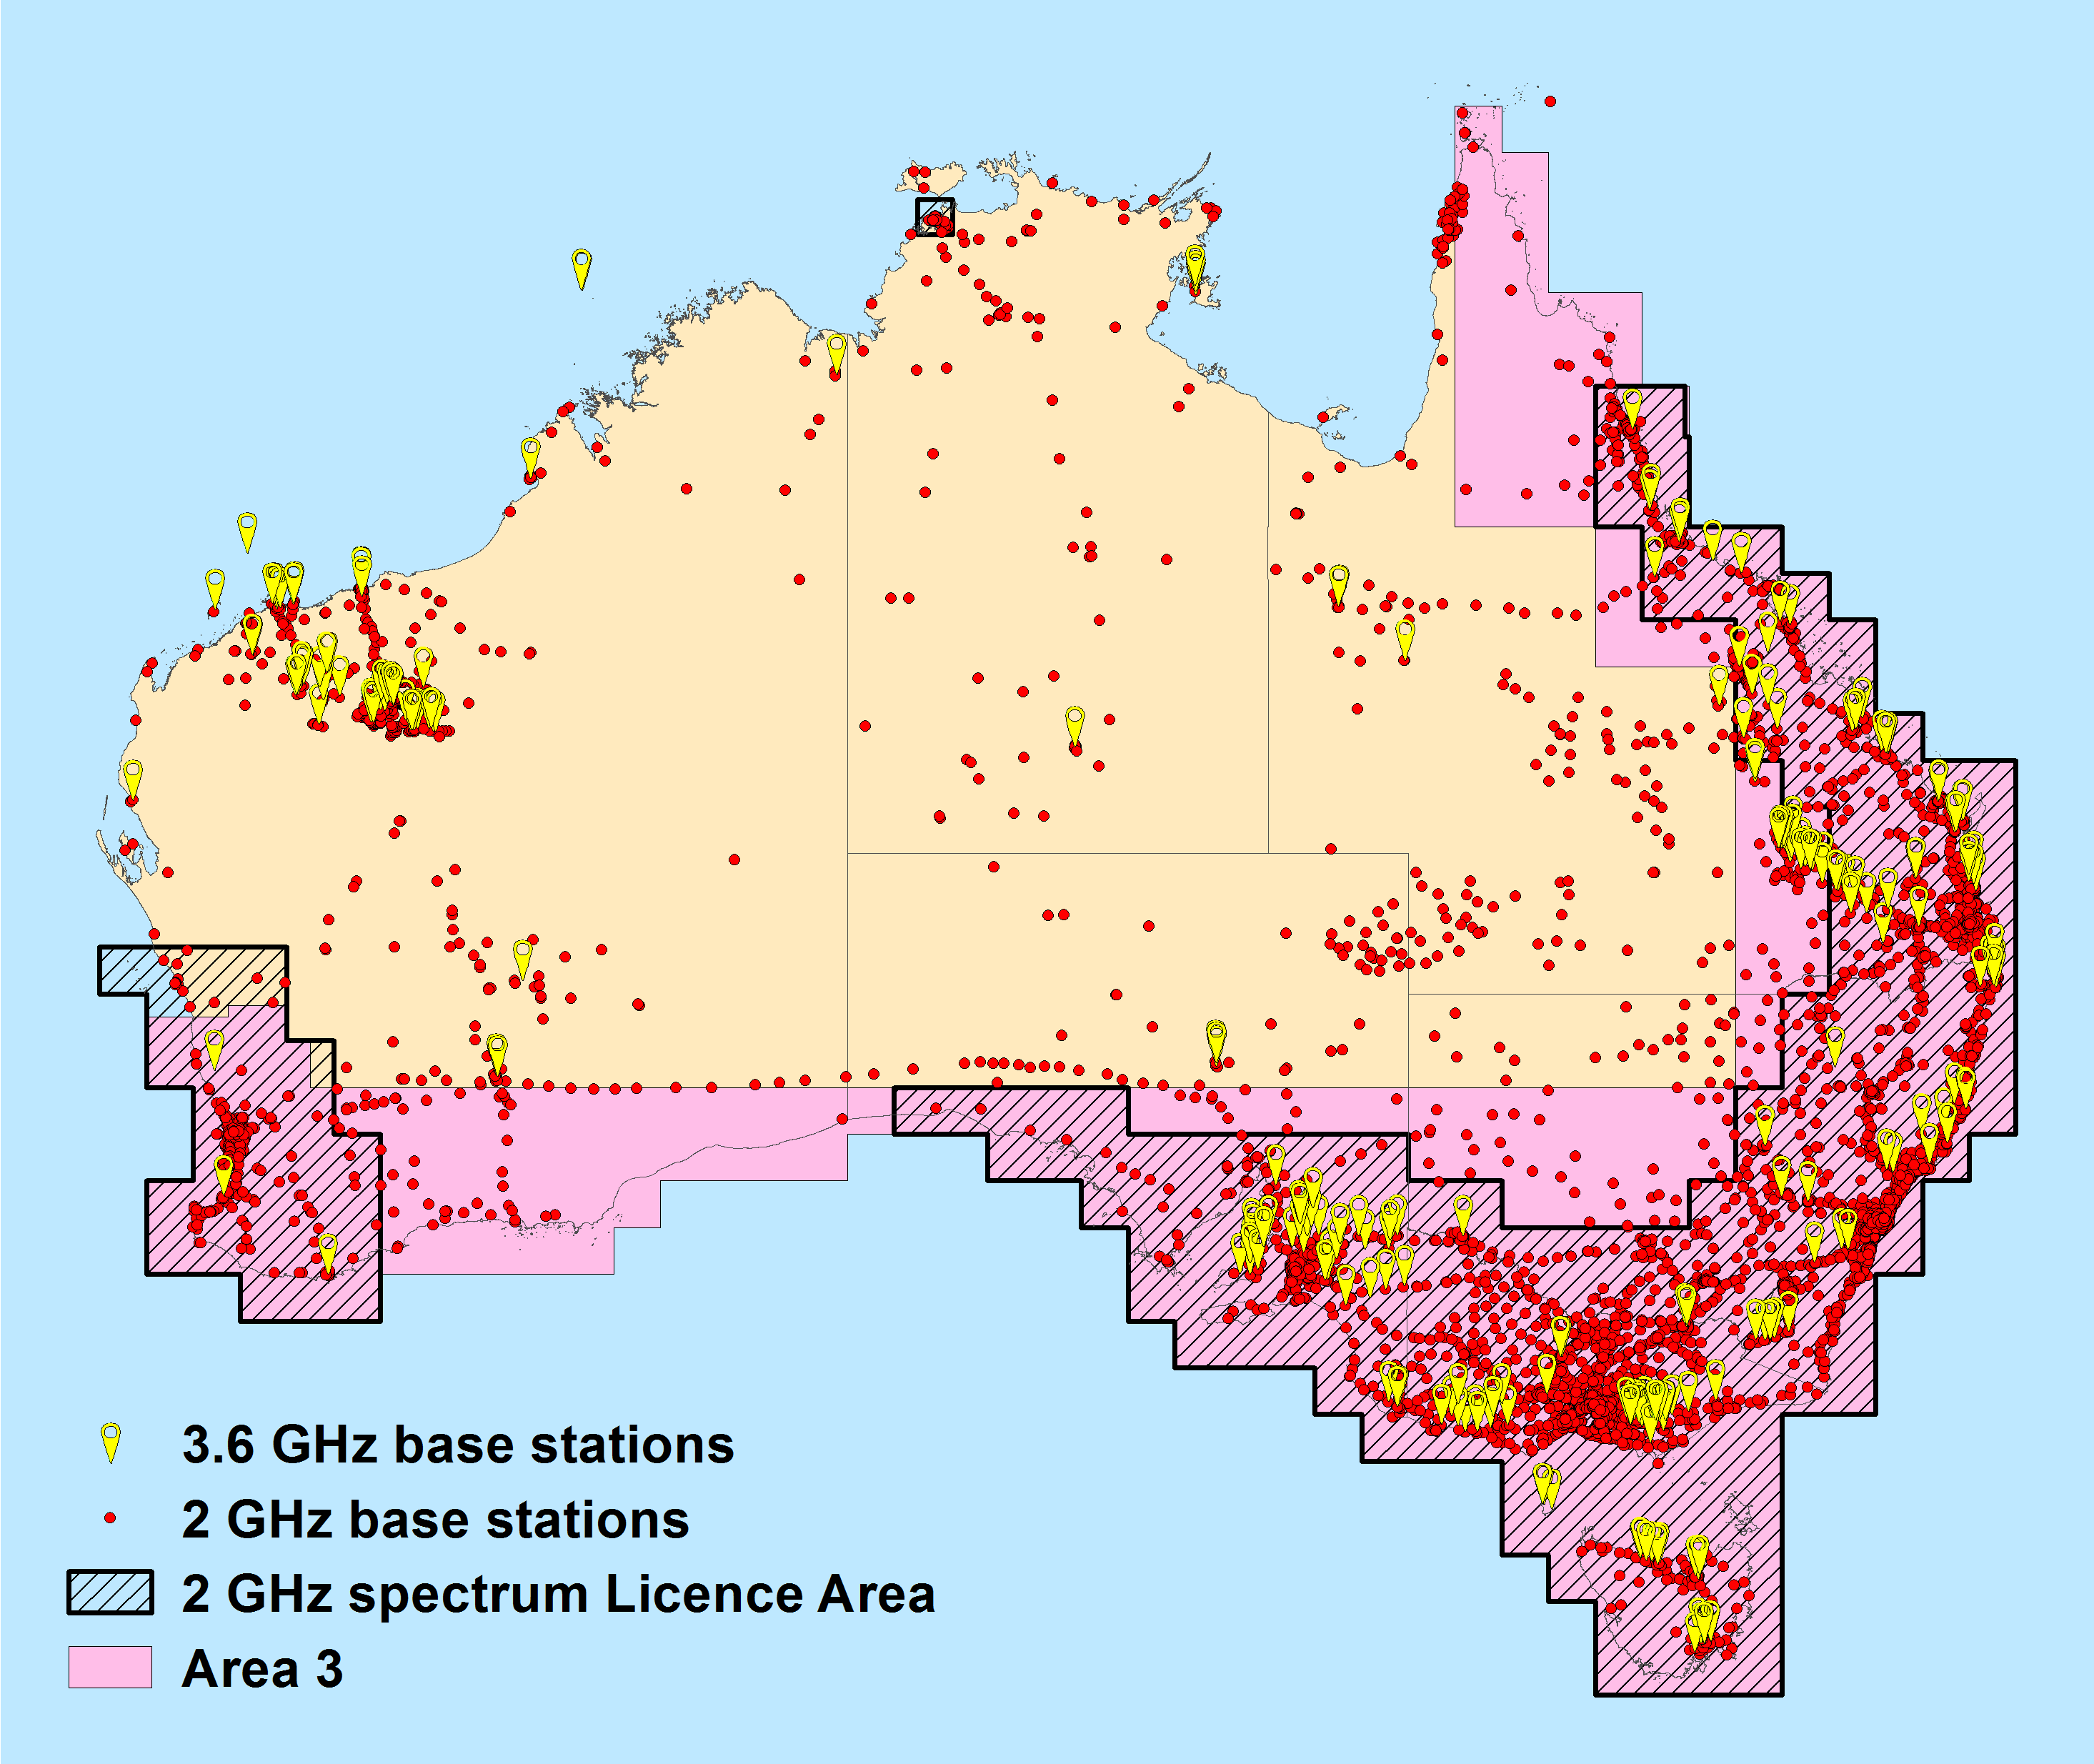 3.6 GHz base stations
2 GHz base stations
2 GHz spectrum Licence Area
Area 3